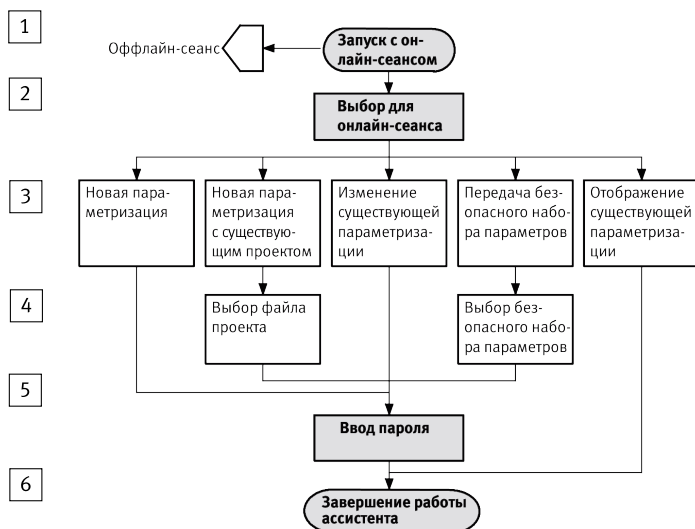 1
Оффлайн-сеанс
Запуск с он-
лайн-сеансом
2
Выбор для
онлайн-сеанса
3
Новая пара-
метризация
Новая
параметризация
с существую-
щим проектом
Изменение
существующей
параметриза-
ции
Передача без-
опасного набо-
ра параметров
Отображение
существующей
параметриза-
ции
4
Выбор файла
проекта
Выбор без-
опасного набо-
ра параметров
5
Ввод пароля
6
Завершение работы
ассистента